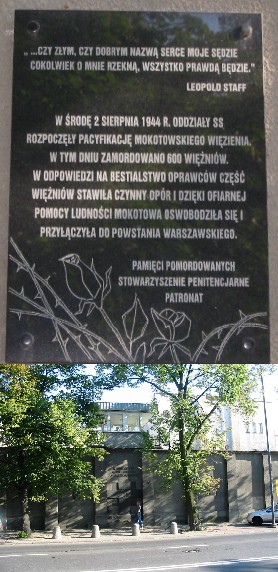 „...CZY ZŁYM, CZY DOBRYM NAZWĄ SERCE MOJE SĘDZIE
COKOLWIEK O MNIE RZEKNĄ, WSZYSTKO PRAWDĄ BĘDZIE."
LEOPOLD STAFF
W ŚRODĘ 2 SIERPNIA 1944 R. ODDZIAŁY SS
ROZPOCZĘŁY PACYFIKACJĘ MOKOTOWSKIEGO WIĘZIENIA.
W TYM DNIU ZAMORDOWANO 600 WIĘŹNIÓW.
W ODPOWIEDZI NA BESTIALSTWO OPRAWCÓW CZĘŚĆ
WIĘŹNIÓW STAWIŁA CZYNNY OPÓR I DZIĘKI OFIARNEJ
POMOCY LUDNOŚCI MOKOTOWA OSWOBODZIŁA SIĘ I
PRZYŁĄCZYŁA DO POWSTANIA WARSZAWSKIEGO.
PAMIĘCI POMORDOWANYCH
STOWARZYSZENIE PENITENCJARNE
PATRONAT